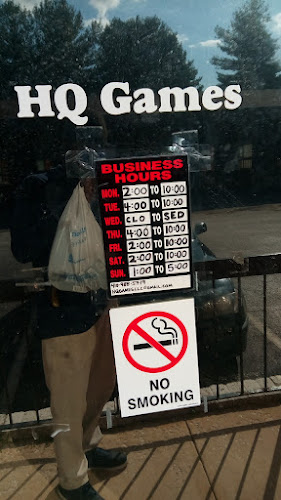 HQ Games
BUSINESS
HOURS
MON. 2:00 TO 10:00
TUE. 4:00 TO 10:00
WED. CLO TO SED
THU. 4:00 TO 10:00
FRI. 2:00 TO 10:00
SAT. 2:00 TO 10:00
SUN. 1:00 TO 5:00
NO
SMOKING